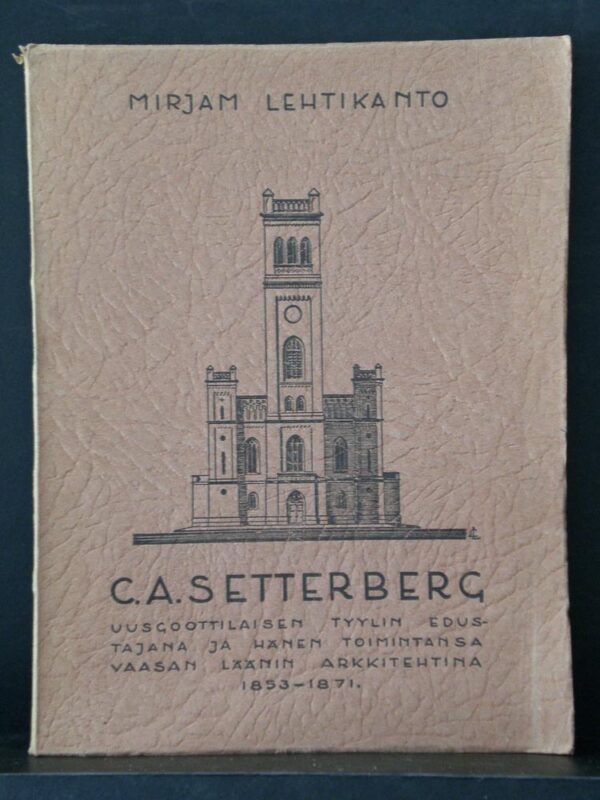 MIRJAM LEHTIKANTO
C.A. SETTERBERG
UUSGOOTTILAISEN TYYLIN EDUS-
TAJANA JA HÄNEN TOIMINTANSA
VAASAN LÄÄNIN ARKKITEHTINA
1853-1871.